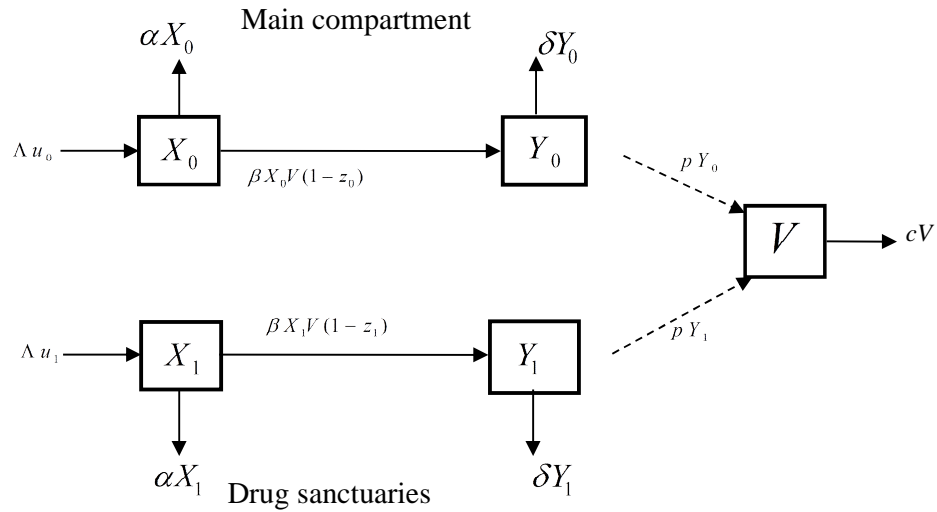 Main compartment
αX₀
δY₀
Λu₀
X₀
βX₀V(1−z₀)
Y₀
pY₀
V
cV
Λu₁
X₁
βX₁V(1−z₁)
Y₁
pY₁
αX₁
δY₁
Drug sanctuaries